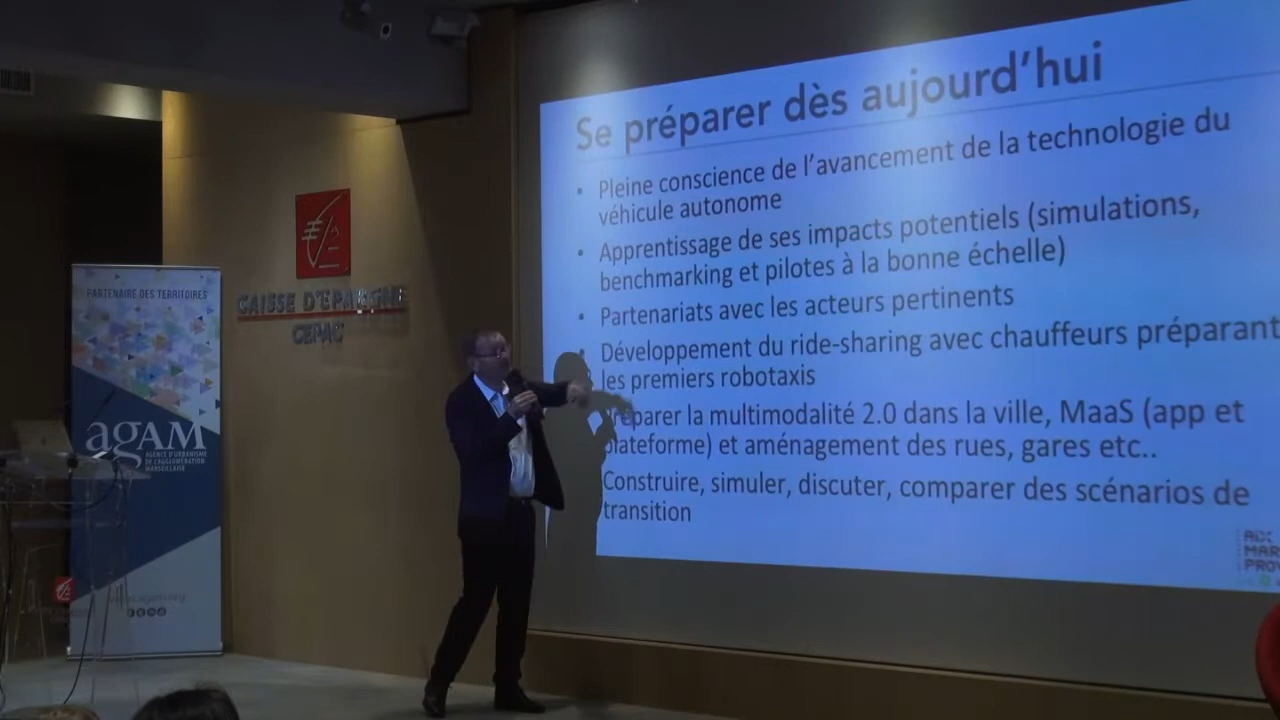 Se préparer dès aujourd'hui
• Pleine conscience de l'avancement de la technologie du
véhicule autonome
• Apprentissage de ses impacts potentiels (simulations,
benchmarking et pilotes à la bonne échelle)
• Partenariats avec les acteurs pertinents
Développement du ride-sharing avec chauffeurs préparant
les premiers robotaxis
réparer la multimodalité 2.0 dans la ville, MaaS (app et
plateforme) et aménagement des rues, gares etc..
Construire, simuler, discuter, comparer des scénarios de
transition
AIX
MAR
PROV
CAISSE D'EPARGNE
CEPAC
PARTENAIRE DES TERRITOIRES
agAM
AGENCE D'URBANISME
DE L'AGGLOMÉRATION
MARSEILLAISE